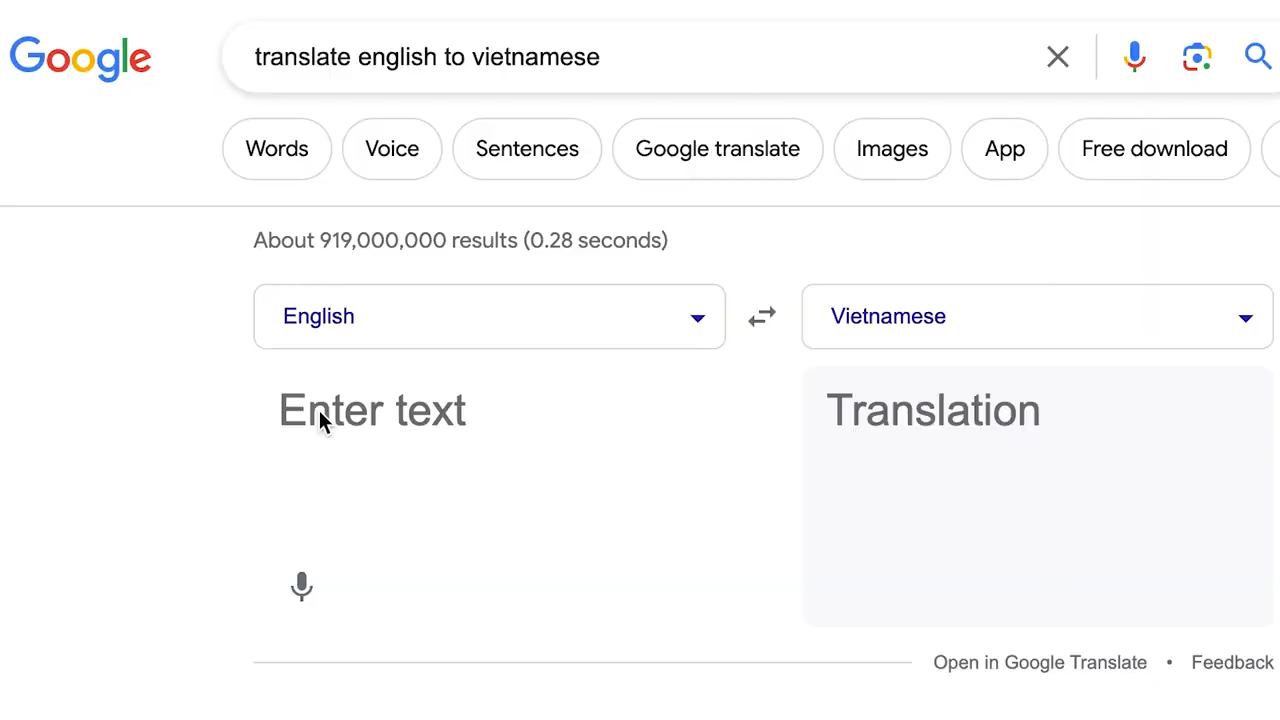 Google
translate english to vietnamese
Words Voice Sentences Google translate Images App Free download
About 919,000,000 results (0.28 seconds)
English Vietnamese
Enter text Translation
Open in Google Translate • Feedback